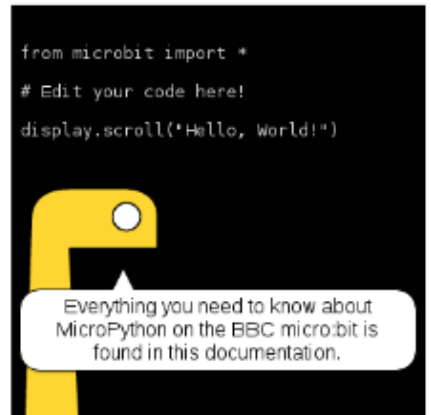 from microbit import *
# Edit your code here!
display.scroll("Hello, World!")
Everything you need to know about
MicroPython on the BBC micro:bit is
found in this documentation.